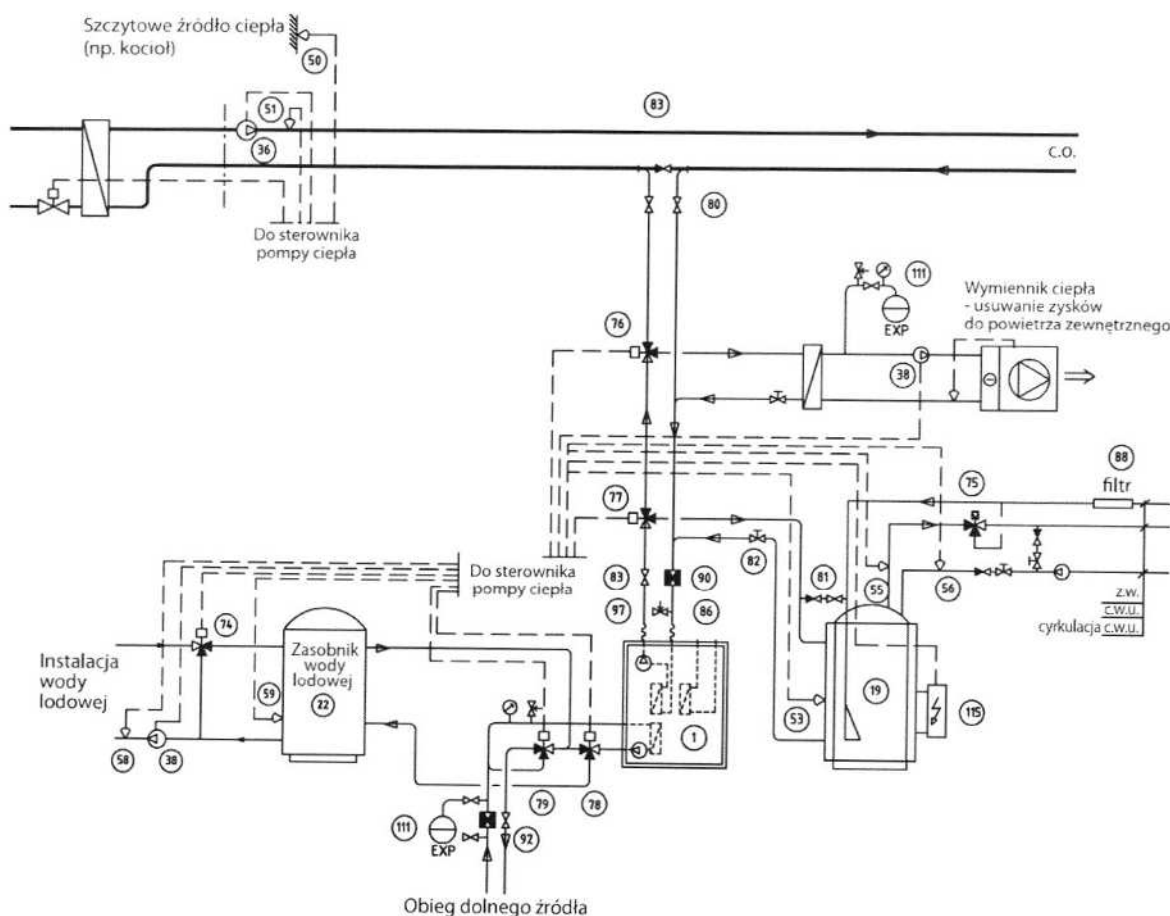 Szczytowe źródło ciepła
(np. kocioł)
50
51
83
36
c.o.
80
Do sterownika
pompy ciepła
111
Wymiennik ciepła
- usuwanie zysków
do powietrza zewnętrznego
EXP
76
38
88
filtr
75
77
82
Do sterownika
pompy ciepła
83
90
81
55
56
97
86
z.w.
c.w.u.
cyrkulacja c.w.u.
74
Instalacja
wody
lodowej
Zasobnik
wody
lodowej
22
59
19
53
115
1
58
38
79
78
111
EXP
92
Obieg dolnego źródła